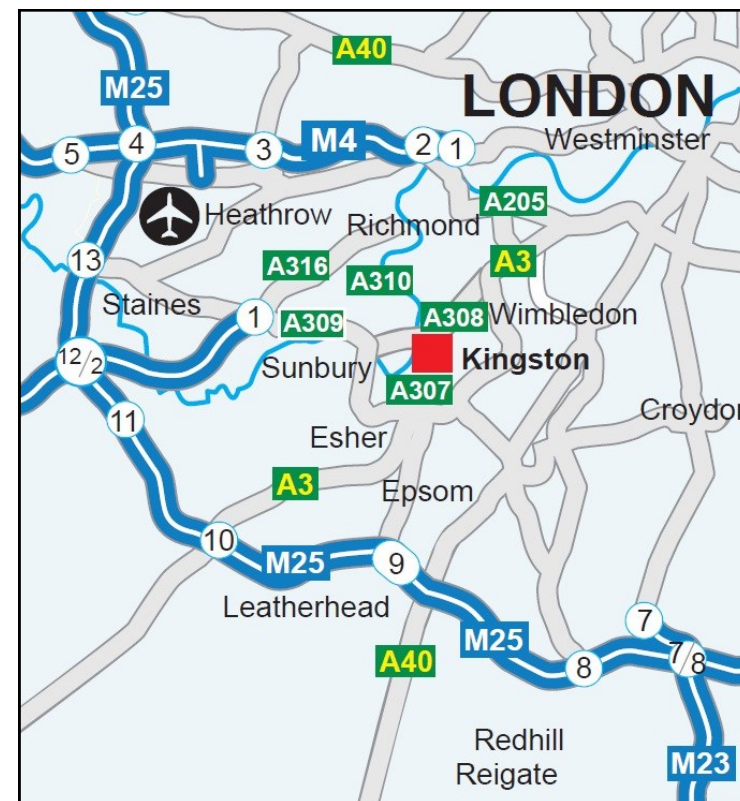 A40
M25
LONDON
Westminster
5
4
3
M4
2
1
Heathrow
Richmond
A205
A316
A310
A3
13
Staines
1
A309
A308
Wimbledon
12/2
Sunbury
Kingston
A307
11
Croydon
Esher
A3
Epsom
10
M25
9
Leatherhead
7
M25
A40
8
7/8
Redhill
Reigate
M23